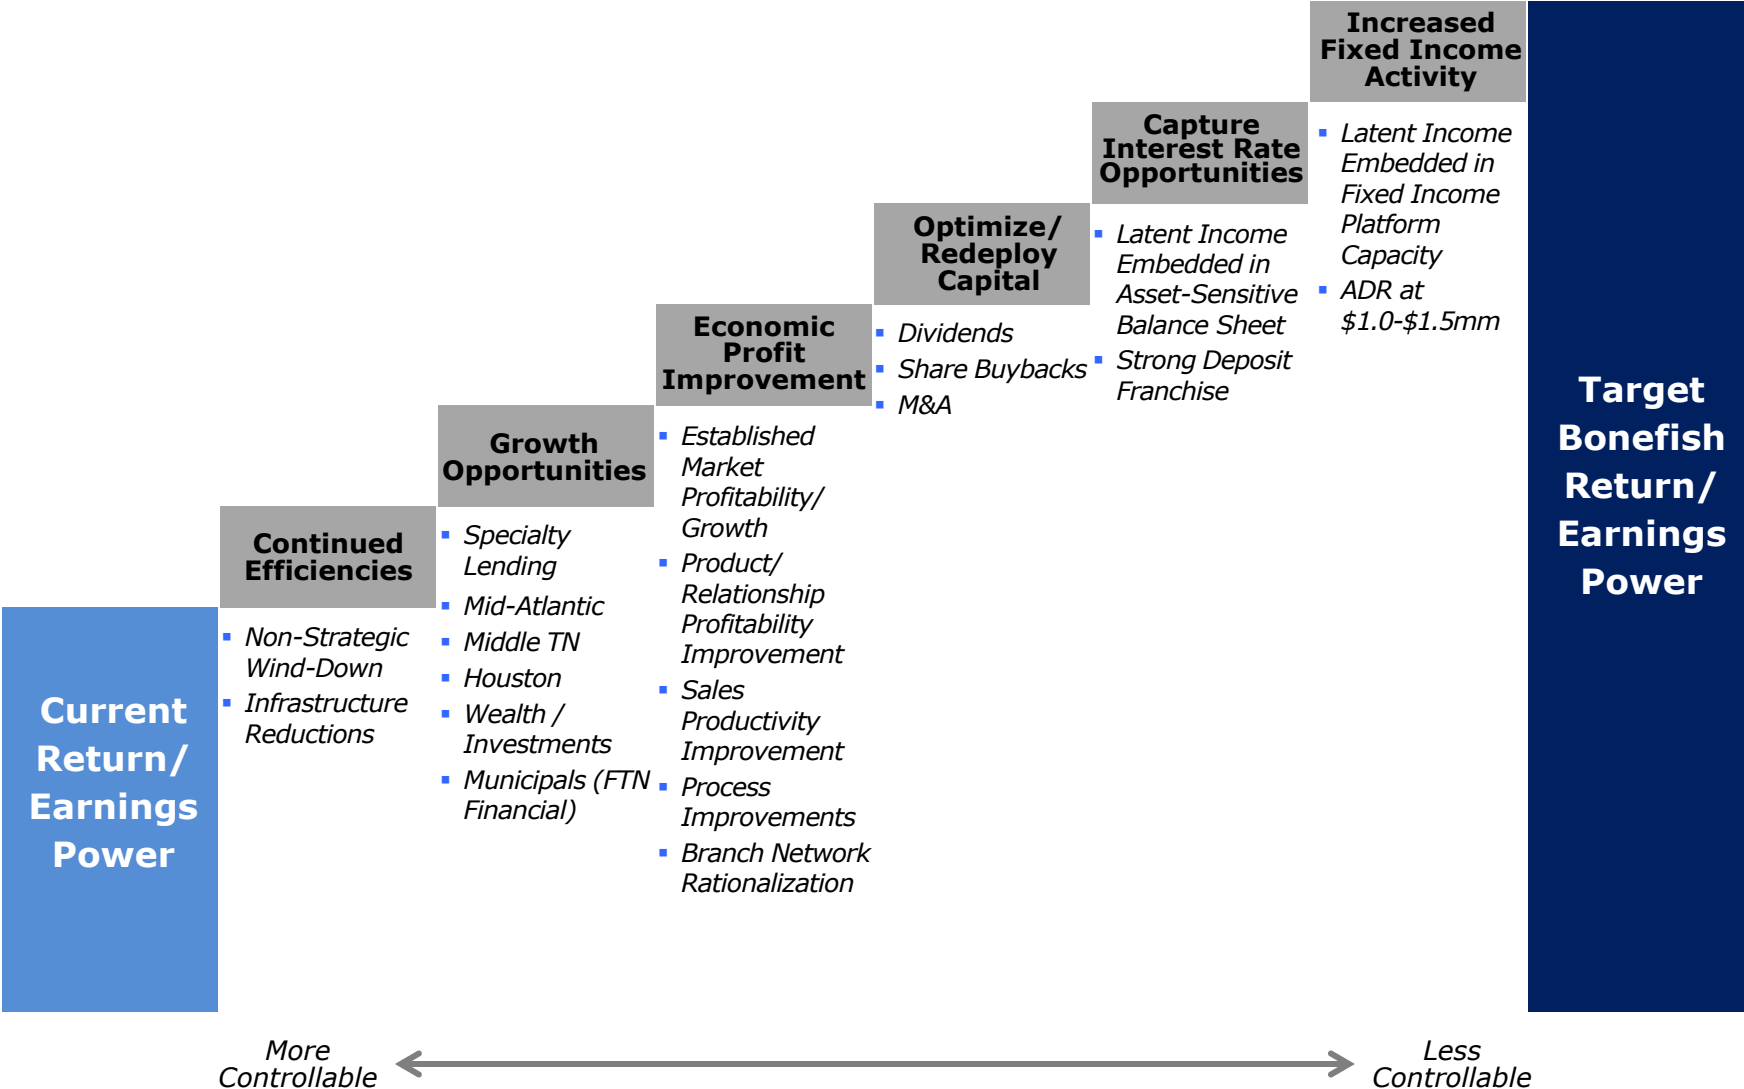 Current
Return/
Earnings
Power
Continued
Efficiencies
Non-Strategic
Wind-Down
Infrastructure
Reductions
Growth
Opportunities
Specialty
Lending
Mid-Atlantic
Middle TN
Houston
Wealth /
Investments
Municipals (FTN
Financial)
Economic
Profit
Improvement
Established
Market
Profitability/
Growth
Product/
Relationship
Profitability
Improvement
Sales
Productivity
Improvement
Process
Improvements
Branch Network
Rationalization
Optimize/
Redeploy
Capital
Dividends
Share Buybacks
M&A
Capture
Interest Rate
Opportunities
Latent Income
Embedded in
Asset-Sensitive
Balance Sheet
Strong Deposit
Franchise
Increased
Fixed Income
Activity
Latent Income
Embedded in
Fixed Income
Platform
Capacity
ADR at
$1.0-$1.5mm
Target
Bonefish
Return/
Earnings
Power
More
Controllable
Less
Controllable